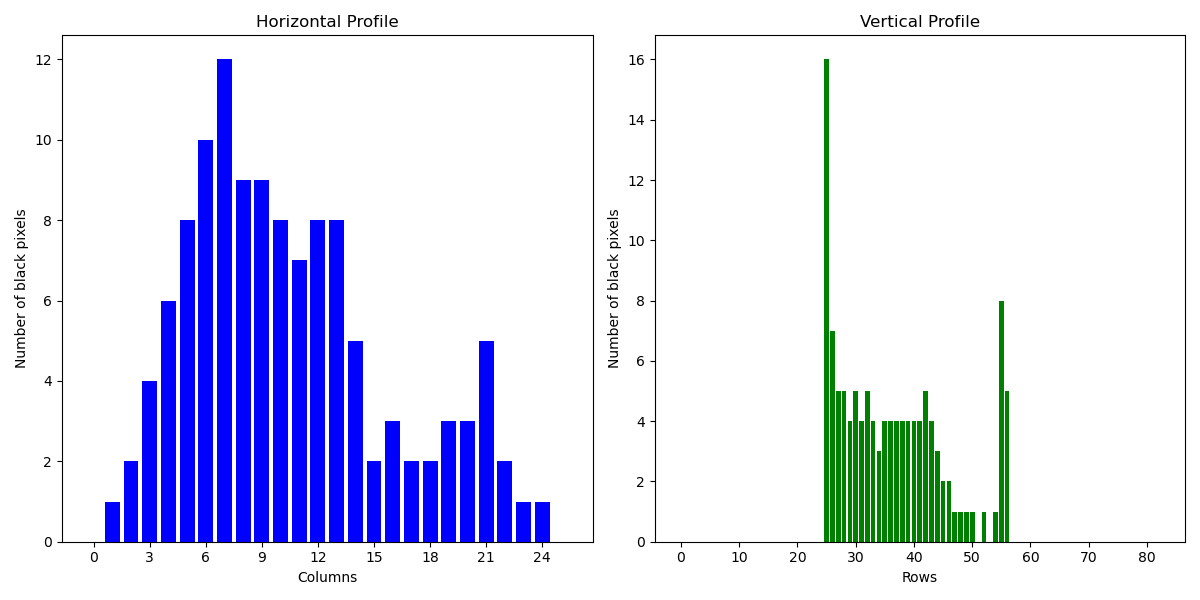 Horizontal Profile
Number of black pixels
12
10
8
6
4
2
0
0 3 6 9 12 15 18 21 24
Columns
Vertical Profile
Number of black pixels
16
14
12
10
8
6
4
2
0
0 10 20 30 40 50 60 70 80
Rows